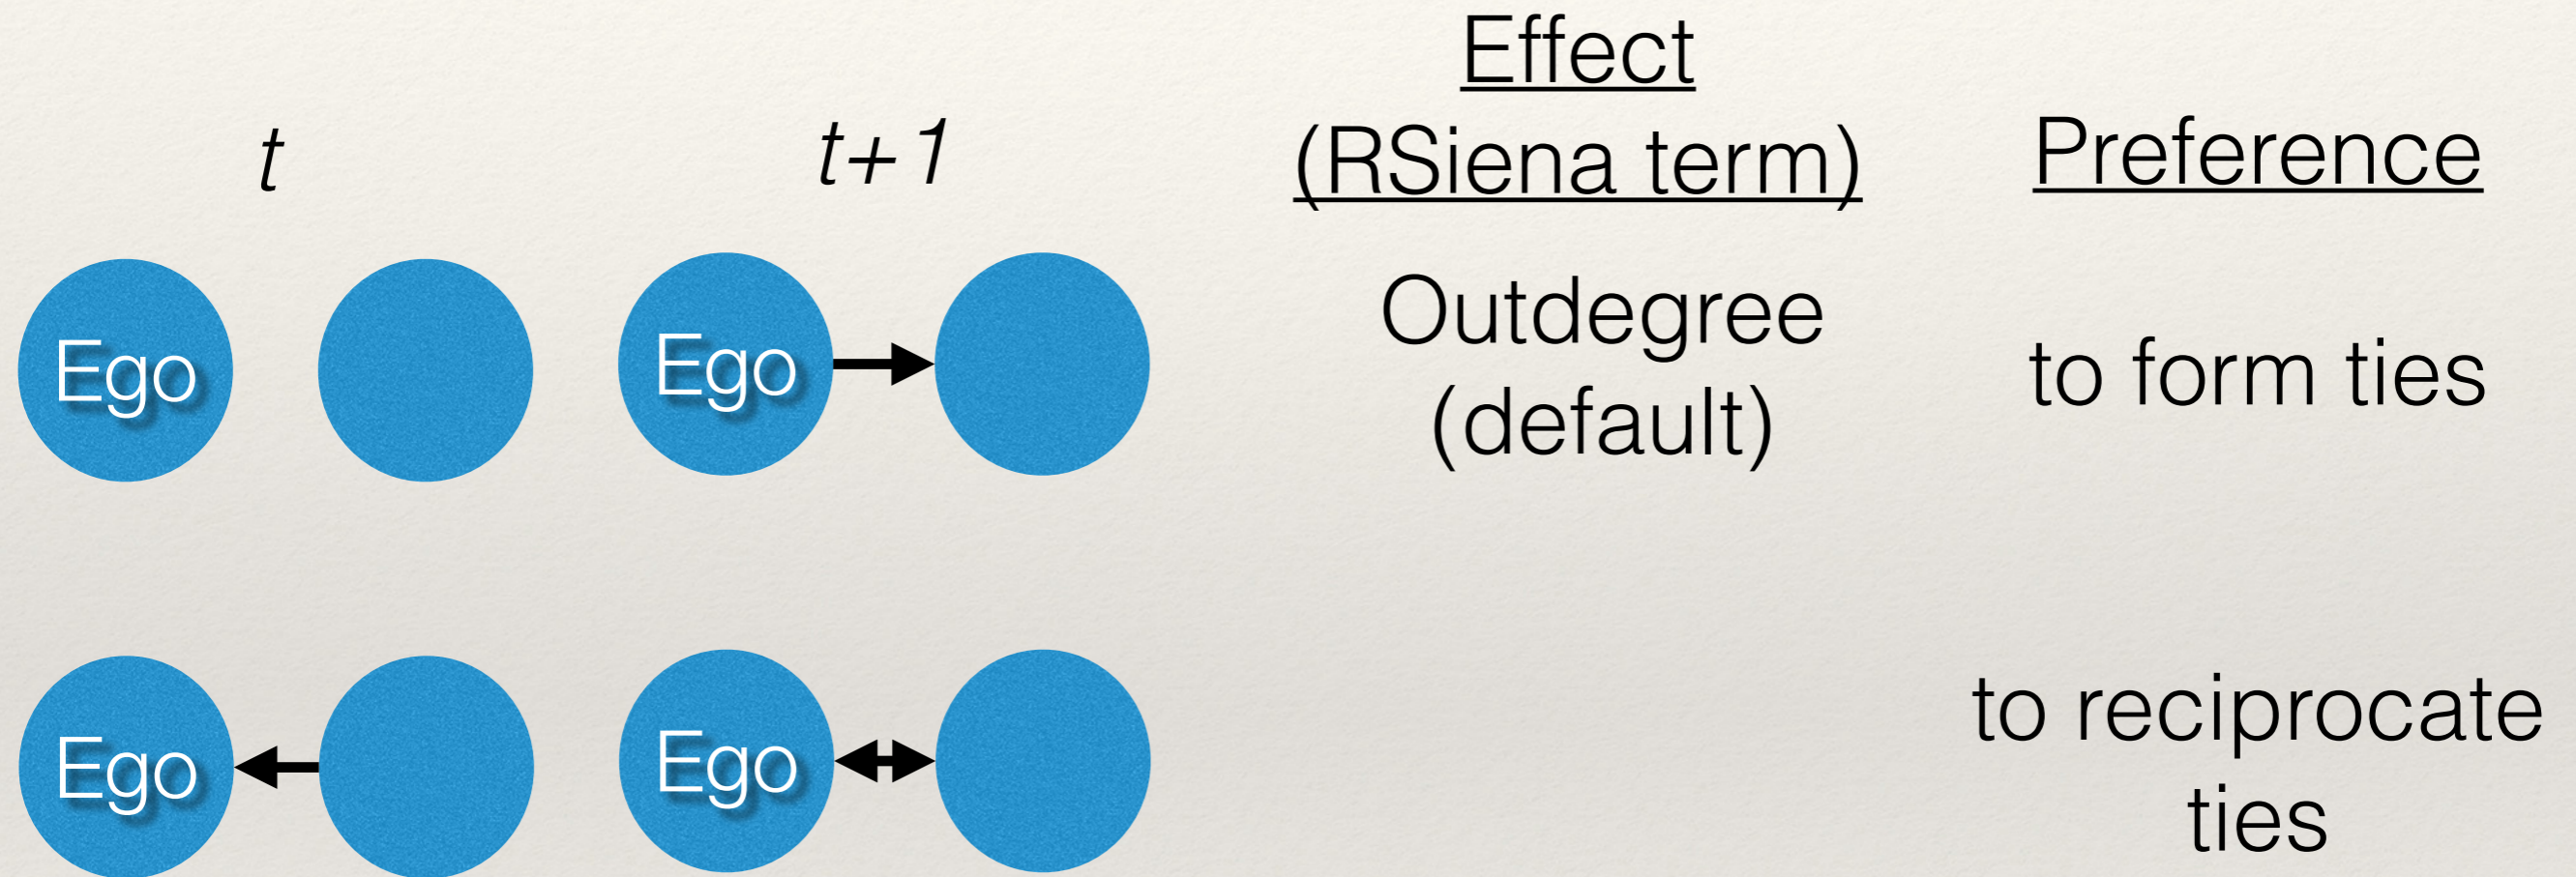 Effect
t
t+1
(RSiena term)
Preference
Ego
Ego
Outdegree
(default)
to form ties
Ego
Ego
to reciprocate
ties